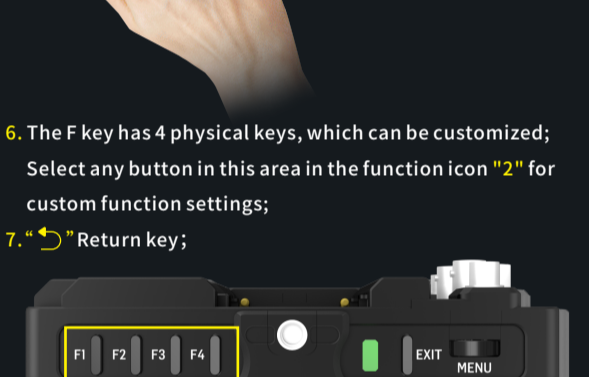 6. The F key has 4 physical keys, which can be customized;
Select any button in this area in the function icon "2" for
custom function settings;
7.“ ”Return key;
F1 F2 F3 F4 EXIT
MENU